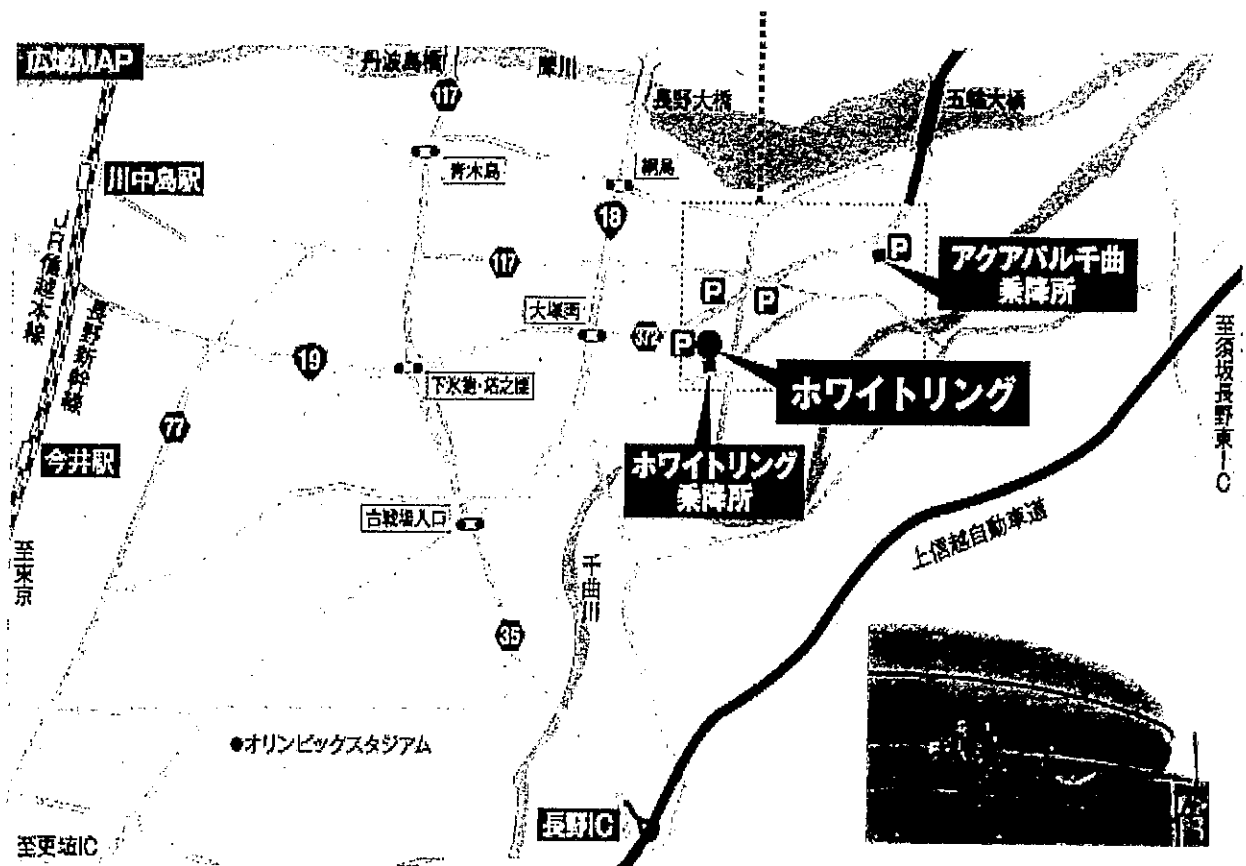 広域MAP
丹波島橋
犀川
117
長野大橋
五輪大橋
川中島駅
青木島
綱島
18
JR信越本線
長野新幹線
117
P
アクアパル千曲
乗降所
P
P
大塚南
372
P
19
下氷鉋・塔之腰
ホワイトリング
至須坂長野東IC
77
今井駅
ホワイトリング
乗降所
古戦場入口
至東京
千曲川
上信越自動車道
35
●オリンピックスタジアム
長野IC
至更埴IC